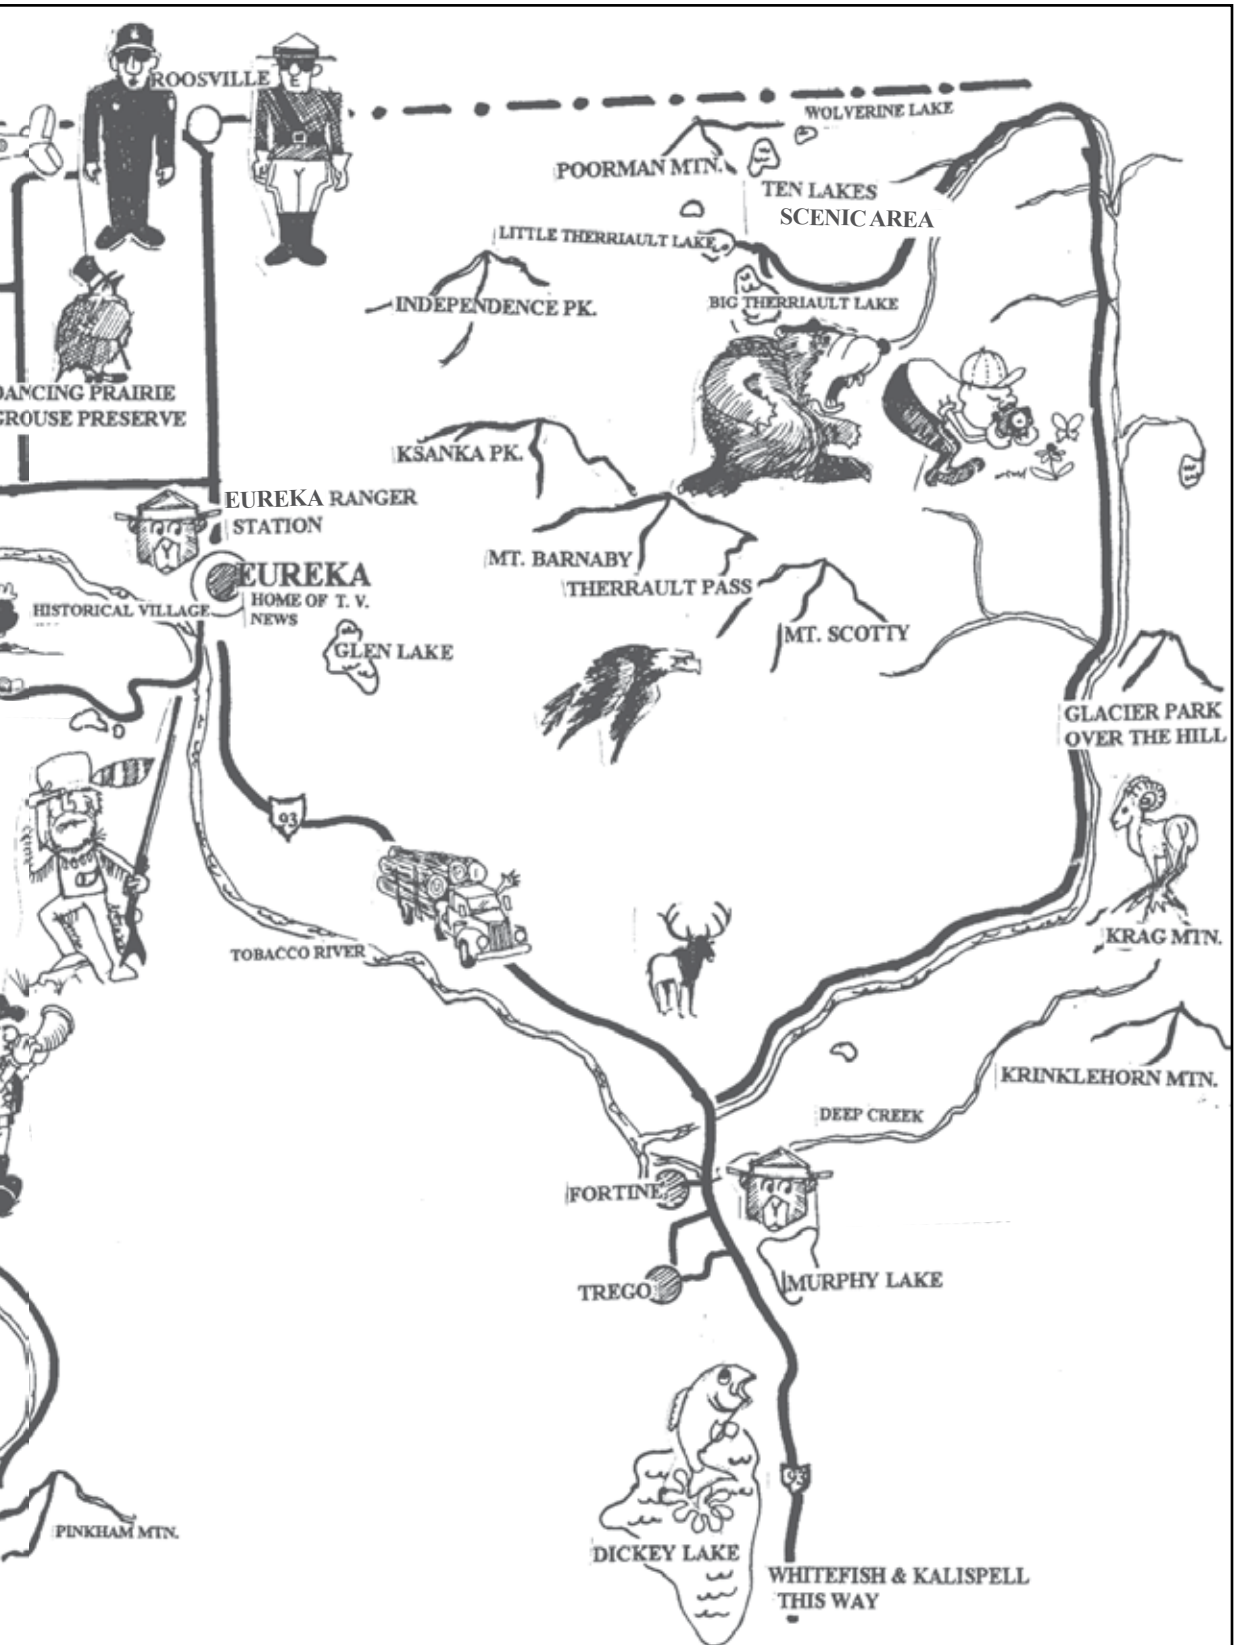 ROOSVILLE
WOLVERINE LAKE
POORMAN MTN.
TEN LAKES
SCENIC AREA
LITTLE THERRIAULT LAKE
INDEPENDENCE PK.
BIG THERRIAULT LAKE
DANCING PRAIRIE
GROUSE PRESERVE
KSANKA PK.
EUREKA RANGER
STATION
MT. BARNABY
THERRAULT PASS
EUREKA
HOME OF T. V.
NEWS
HISTORICAL VILLAGE
MT. SCOTTY
GLEN LAKE
GLACIER PARK
OVER THE HILL
93
TOBACCO RIVER
KRAG MTN.
KRINKLEHORN MTN.
DEEP CREEK
FORTINE
TREGO
MURPHY LAKE
93
PINKHAM MTN.
DICKEY LAKE
WHITEFISH & KALISPELL
THIS WAY